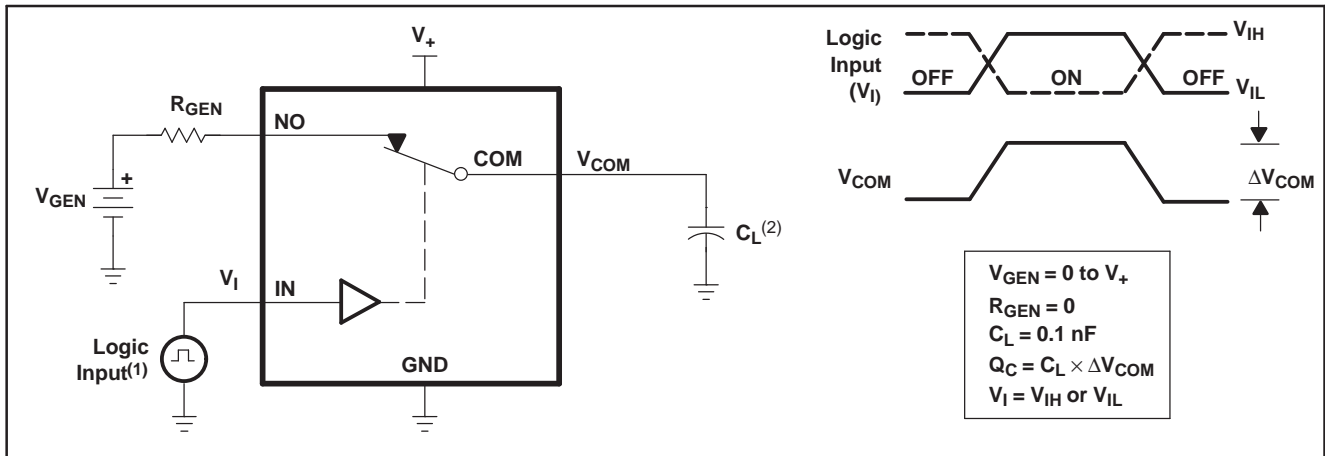 V+
RGEN
NO
COM
VCOM
VGEN
+
CL(2)
VI
IN
Logic
Input(1)
GND
Logic
Input
(VI)
OFF
ON
OFF
VIH
VIL
VCOM
ΔVCOM
VGEN = 0 to V+
RGEN = 0
CL = 0.1 nF
QC = CL × ΔVCOM
VI = VIH or VIL